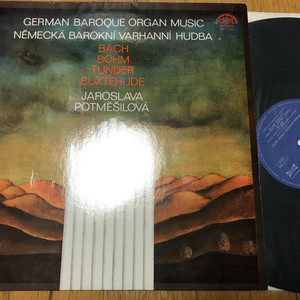 GERMAN BAROQUE ORGAN MUSIC
NĚMECKÁ BAROKNÍ VARHANNÍ HUDBA
BACH
BÖHM
TUNDER
BUXTEHUDE
JAROSLAVA
POTMĚŠILOVÁ